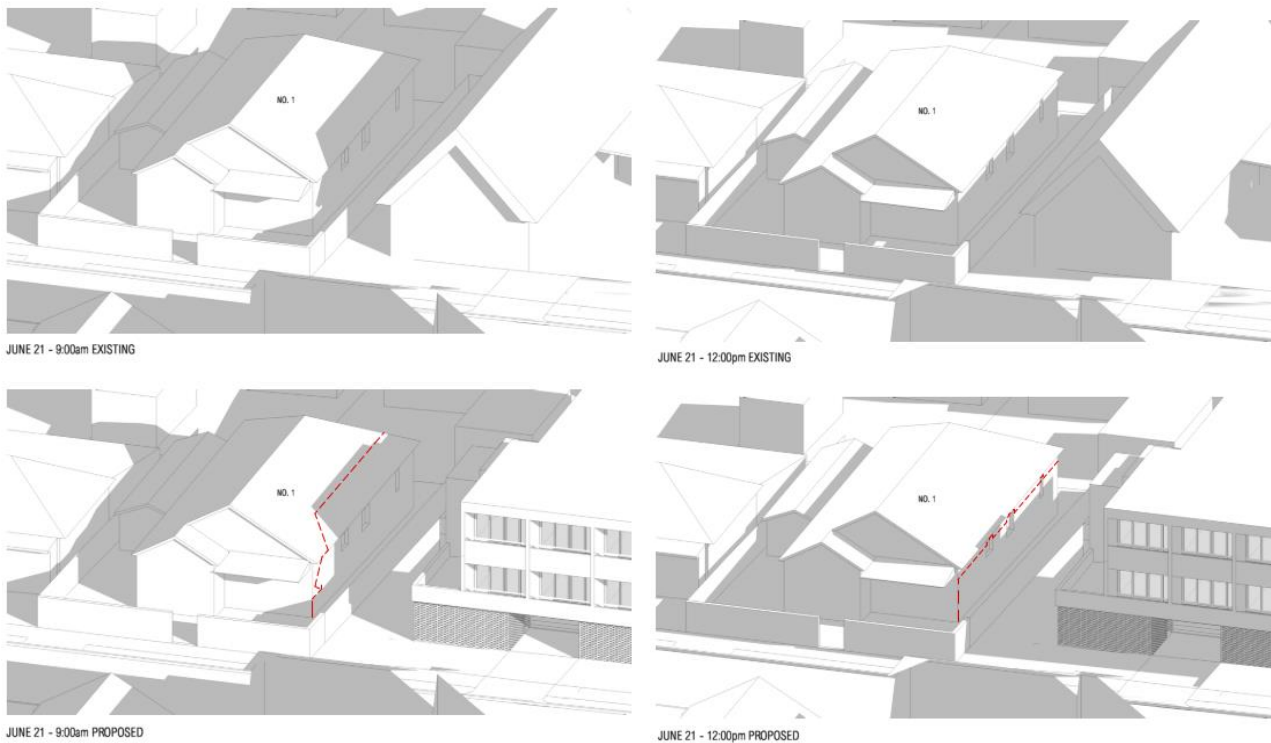 NO. 1
NO. 1
JUNE 21 - 9:00am EXISTING
JUNE 21 - 12:00pm EXISTING
NO. 1
NO. 1
JUNE 21 - 9:00am PROPOSED
JUNE 21 - 12:00pm PROPOSED